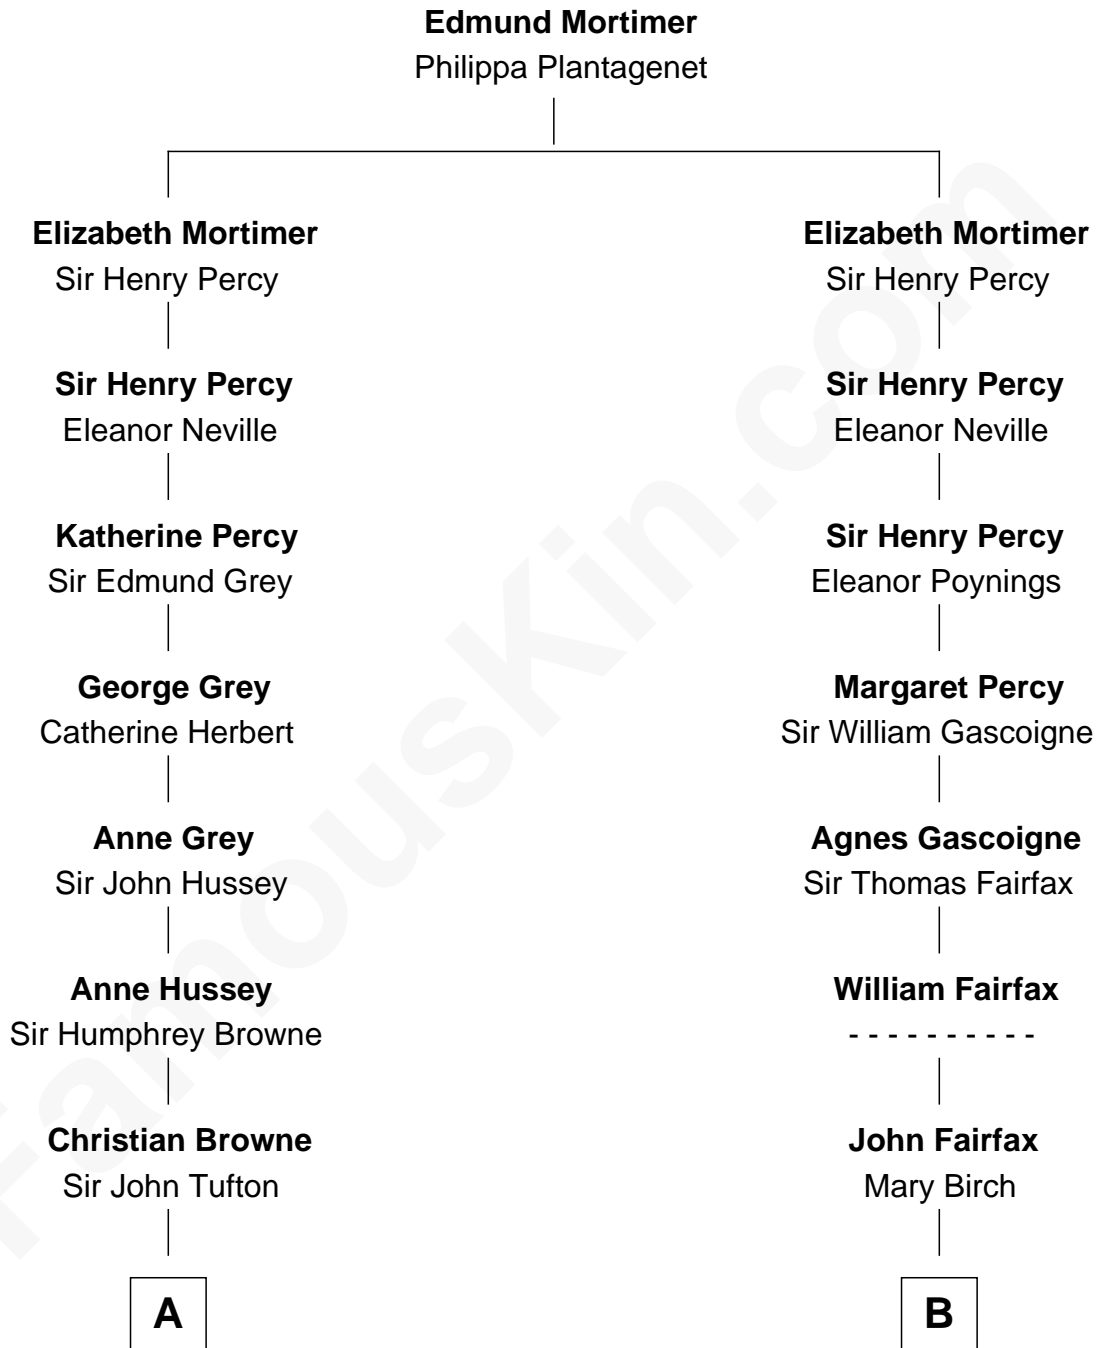 Edmund Mortimer
Philippa Plantagenet
Elizabeth Mortimer
Sir Henry Percy
Sir Henry Percy
Eleanor Neville
Katherine Percy
Sir Edmund Grey
George Grey
Catherine Herbert
Anne Grey
Sir John Hussey
Anne Hussey
Sir Humphrey Browne
Christian Browne
Sir John Tufton
A
Elizabeth Mortimer
Sir Henry Percy
Sir Henry Percy
Eleanor Neville
Sir Henry Percy
Eleanor Poynings
Margaret Percy
Sir William Gascoigne
Agnes Gascoigne
Sir Thomas Fairfax
William Fairfax
- - - - - - - - - -
John Fairfax
Mary Birch
B
FamousKin.com